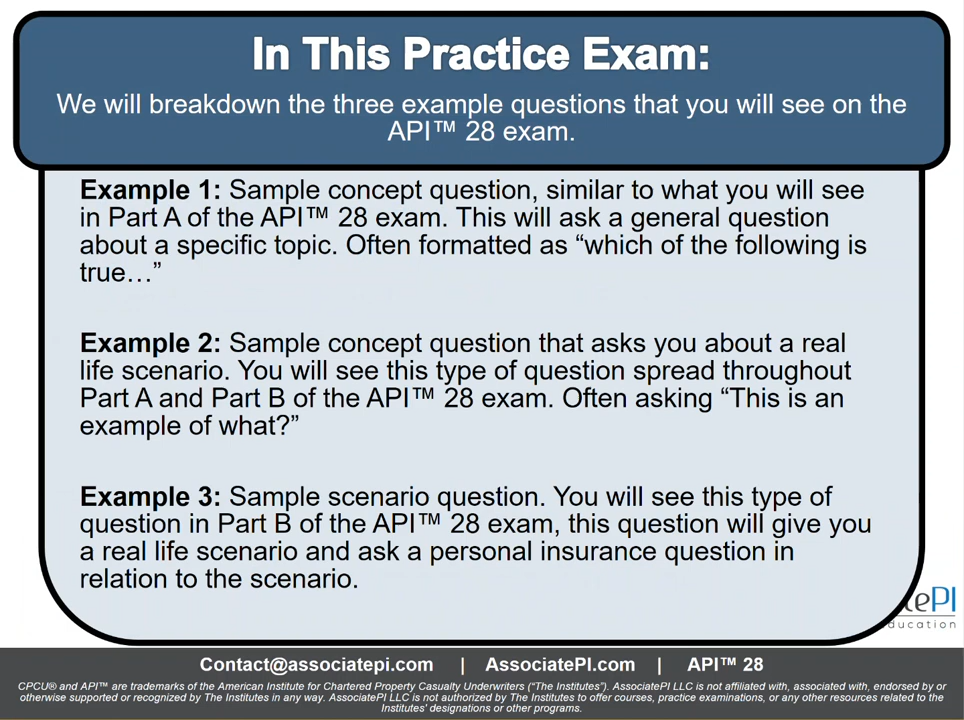 In This Practice Exam:
We will breakdown the three example questions that you will see on the
API™ 28 exam.
Example 1: Sample concept question, similar to what you will see
in Part A of the API™ 28 exam. This will ask a general question
about a specific topic. Often formatted as “which of the following is
true…”
Example 2: Sample concept question that asks you about a real
life scenario. You will see this type of question spread throughout
Part A and Part B of the API™ 28 exam. Often asking “This is an
example of what?”
Example 3: Sample scenario question. You will see this type of
question in Part B of the API™ 28 exam, this question will give you
a real life scenario and ask a personal insurance question in
relation to the scenario.
Contact@associatepi.com | AssociatePI.com | API™ 28
CPCU® and API™ are trademarks of the American Institute for Chartered Property Casualty Underwriters (“The Institutes”). AssociatePI LLC is not affiliated with, associated with, endorsed by or
otherwise supported or recognized by The Institutes in any way. AssociatePI LLC is not authorized by The Institutes to offer courses, practice examinations, or any other resources related to the
Institutes' designations or other programs.